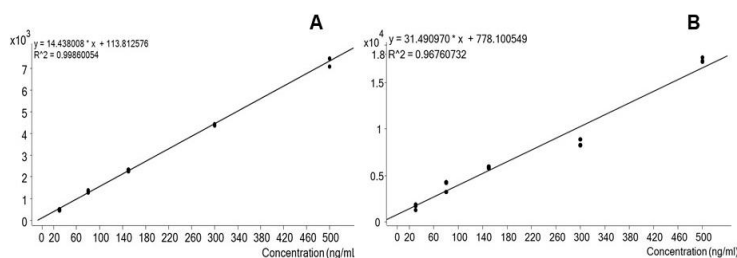 A
x10³ y = 14.438008 * x + 113.812576
R^2 = 0.99860054
7
6
5
4
3
2
1
0
0 20 60 100 140 180 220 260 300 340 380 420 460 500
Concentration (ng/ml
B
x10⁴ y = 31.490970 * x + 778.100549
1.8 R^2 = 0.96760732
1
0.5
0
0 20 60 100 140 180 220 260 300 340 380 420 460 500
Concentration (ng/ml)